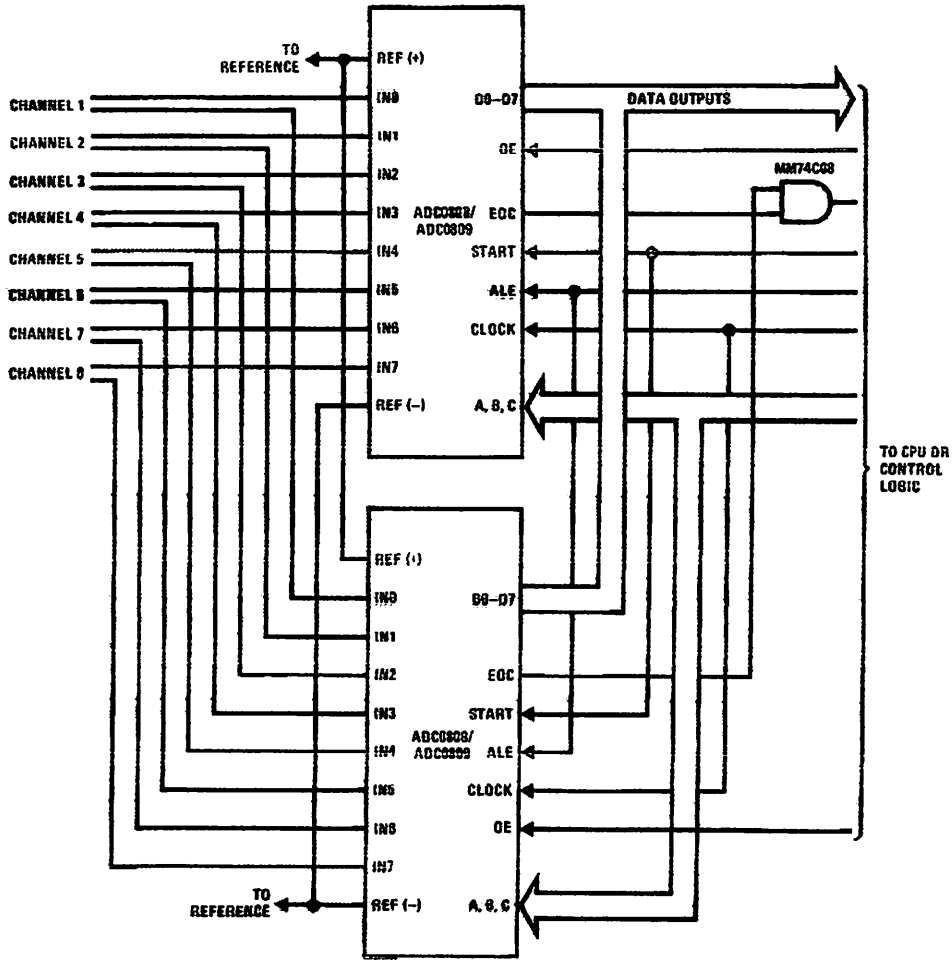 TO
REFERENCE
REF (+)
CHANNEL 1
IN0
D0–D7
DATA OUTPUTS
CHANNEL 2
IN1
OE
MM74C08
CHANNEL 3
IN2
CHANNEL 4
IN3
ADC0808/
ADC0809
EOC
CHANNEL 5
IN4
START
CHANNEL 6
IN5
ALE
CHANNEL 7
IN6
CLOCK
CHANNEL 8
IN7
REF (–)
A, B, C
TO CPU OR
CONTROL
LOGIC
REF (+)
IN0
D0–D7
IN1
IN2
EOC
IN3
START
ADC0808/
ADC0809
IN4
ALE
IN5
CLOCK
IN6
OE
IN7
TO
REFERENCE
REF (–)
A, B, C